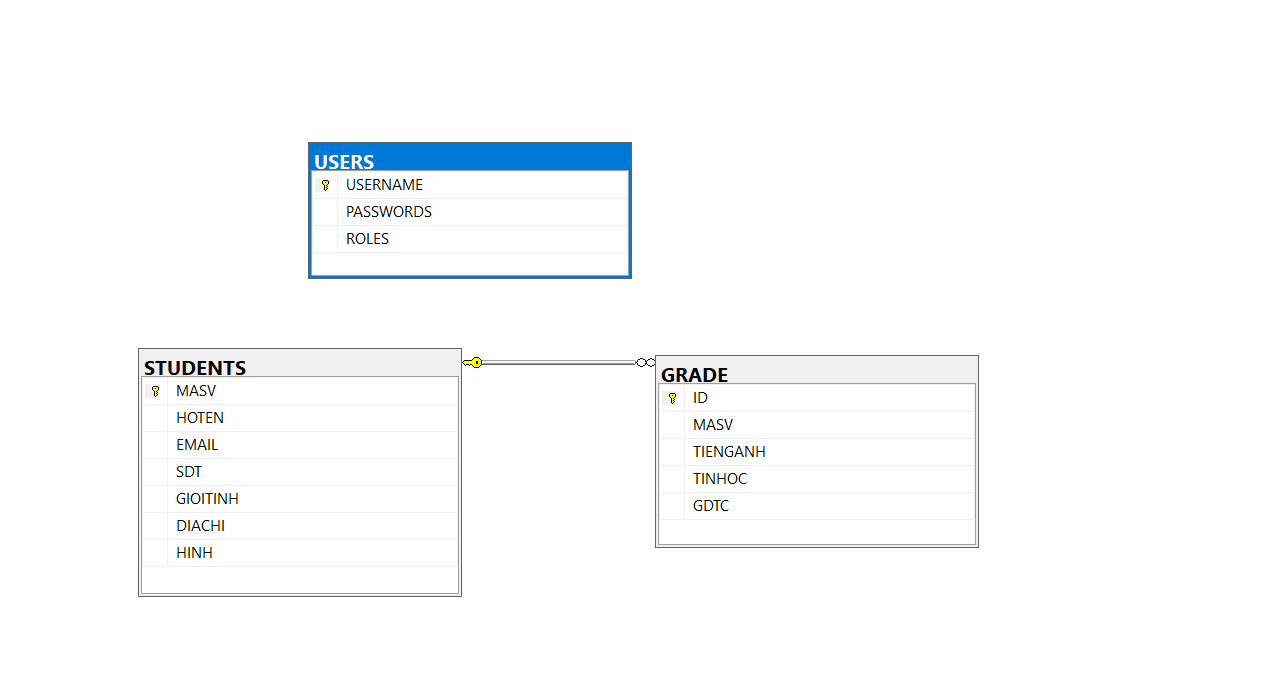 USERS
USERNAME
PASSWORDS
ROLES
STUDENTS
MASV
HOTEN
EMAIL
SDT
GIOITINH
DIACHI
HINH
GRADE
ID
MASV
TIENGANH
TINHOC
GDTC